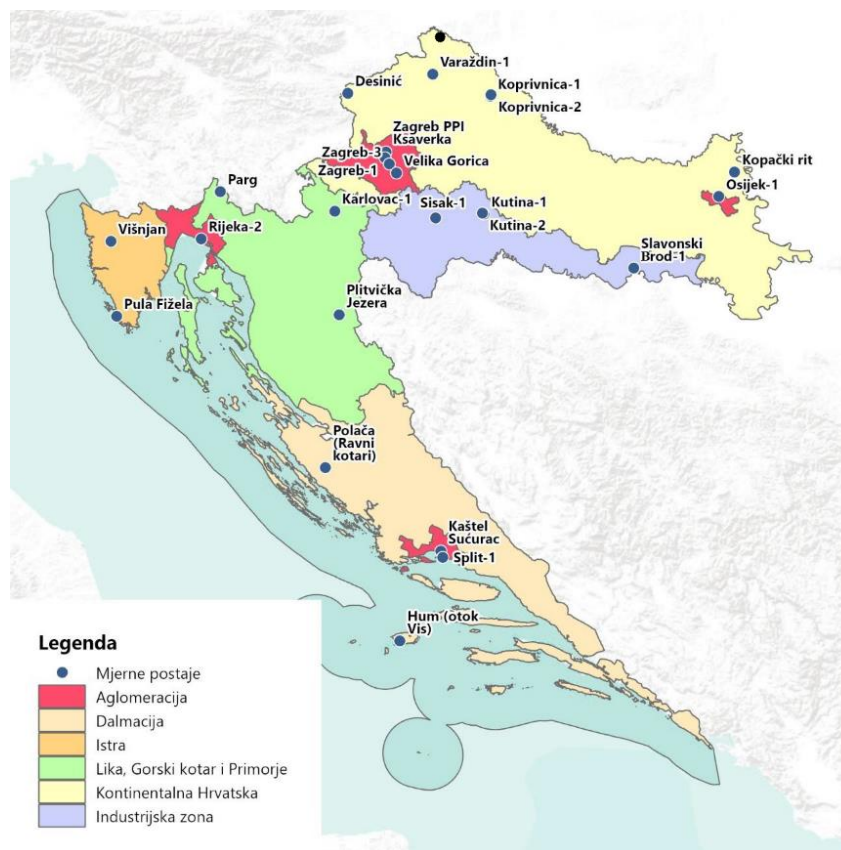 Varaždin-1
Desinić
Koprivnica-1
Koprivnica-2
Zagreb PPI
Ksaverka
Zagreb-3
Velika Gorica
Zagreb-1
Kopački rit
Osijek-1
Parg
Karlovac-1
Sisak-1
Kutina-1
Kutina-2
Višnjan
Rijeka-2
Slavonski
Brod-1
Pula Fižela
Plitvička
Jezera
Polača
(Ravni
kotari)
Kaštel
Sućurac
Split-1
Hum (otok
Vis)
Legenda
Mjerne postaje
Aglomeracija
Dalmacija
Istra
Lika, Gorski kotar i Primorje
Kontinentalna Hrvatska
Industrijska zona